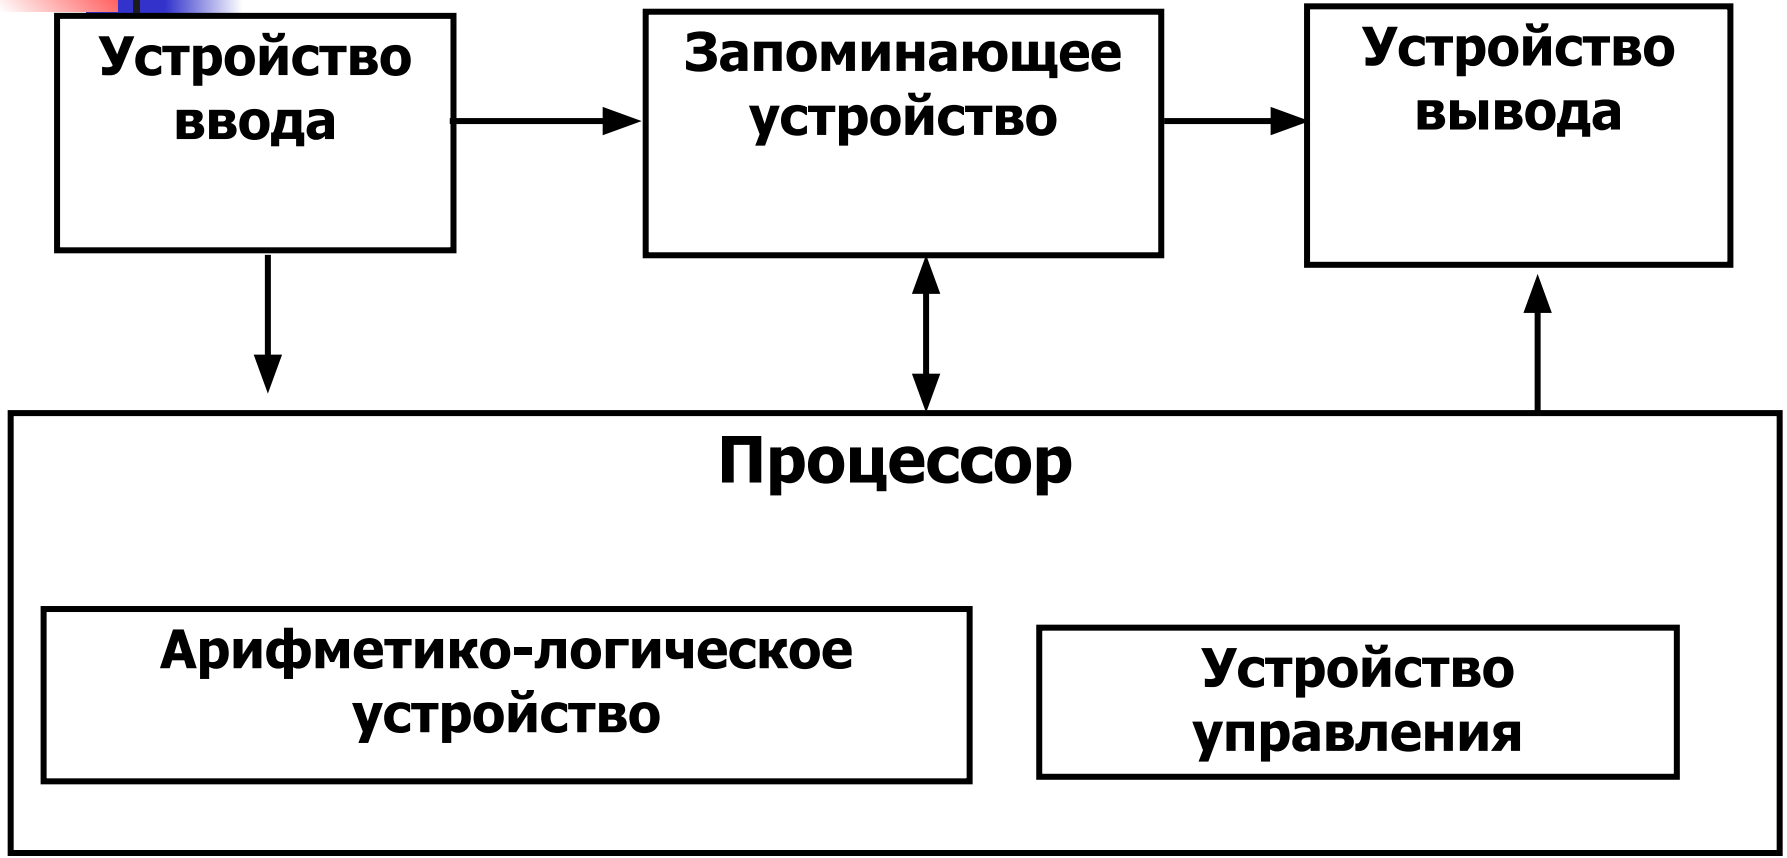 Устройство
ввода
Запоминающее
устройство
Устройство
вывода
Процессор
Арифметико-логическое
устройство
Устройство
управления